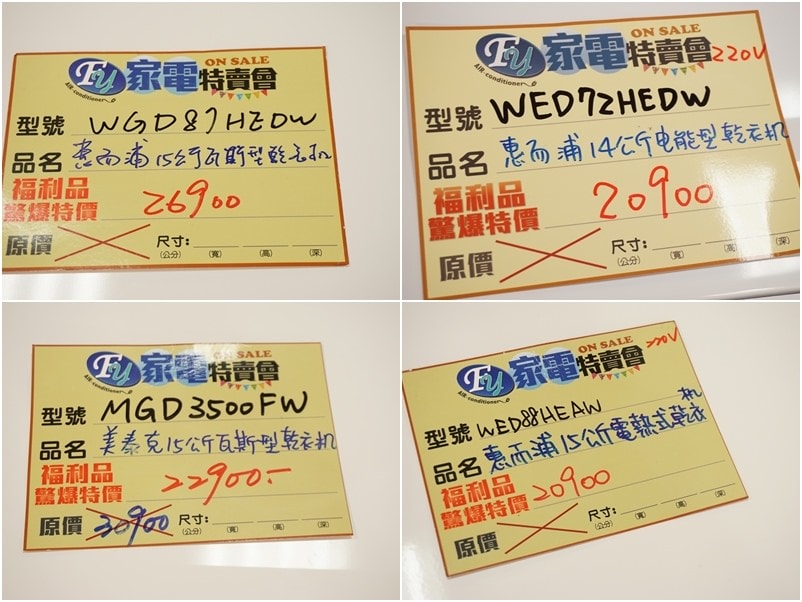 Fy
AIR-conditioner
家電特賣會
ON SALE
型號 WGD87HEDW
品名 惠而浦15公斤瓦斯型乾衣机
福利品
驚爆特價 26900
原價
尺寸:
(公分) (寬) (高) (深)
Fy
AIR-conditioner
家電特賣會
ON SALE
220V
型號 WED72HEDW
品名 惠而浦14公斤电能型乾衣机
福利品
驚爆特價 20900
原價
尺寸:
(公分) (寬) (高) (深)
Fy
AIR-conditioner
家電特賣會
ON SALE
型號 MGD3500FW
品名 美泰克15公斤瓦斯型乾衣机
福利品
驚爆特價 22900.-
原價 30900
尺寸:
(公分) (寬) (高) (深)
Fy
AIR-conditioner
家電特賣會
ON SALE
220V
型號 WED88HEAW
品名 惠而浦15公斤電熱式乾衣机
福利品
驚爆特價 20900
原價
尺寸:
(公分) (寬) (高) (深)